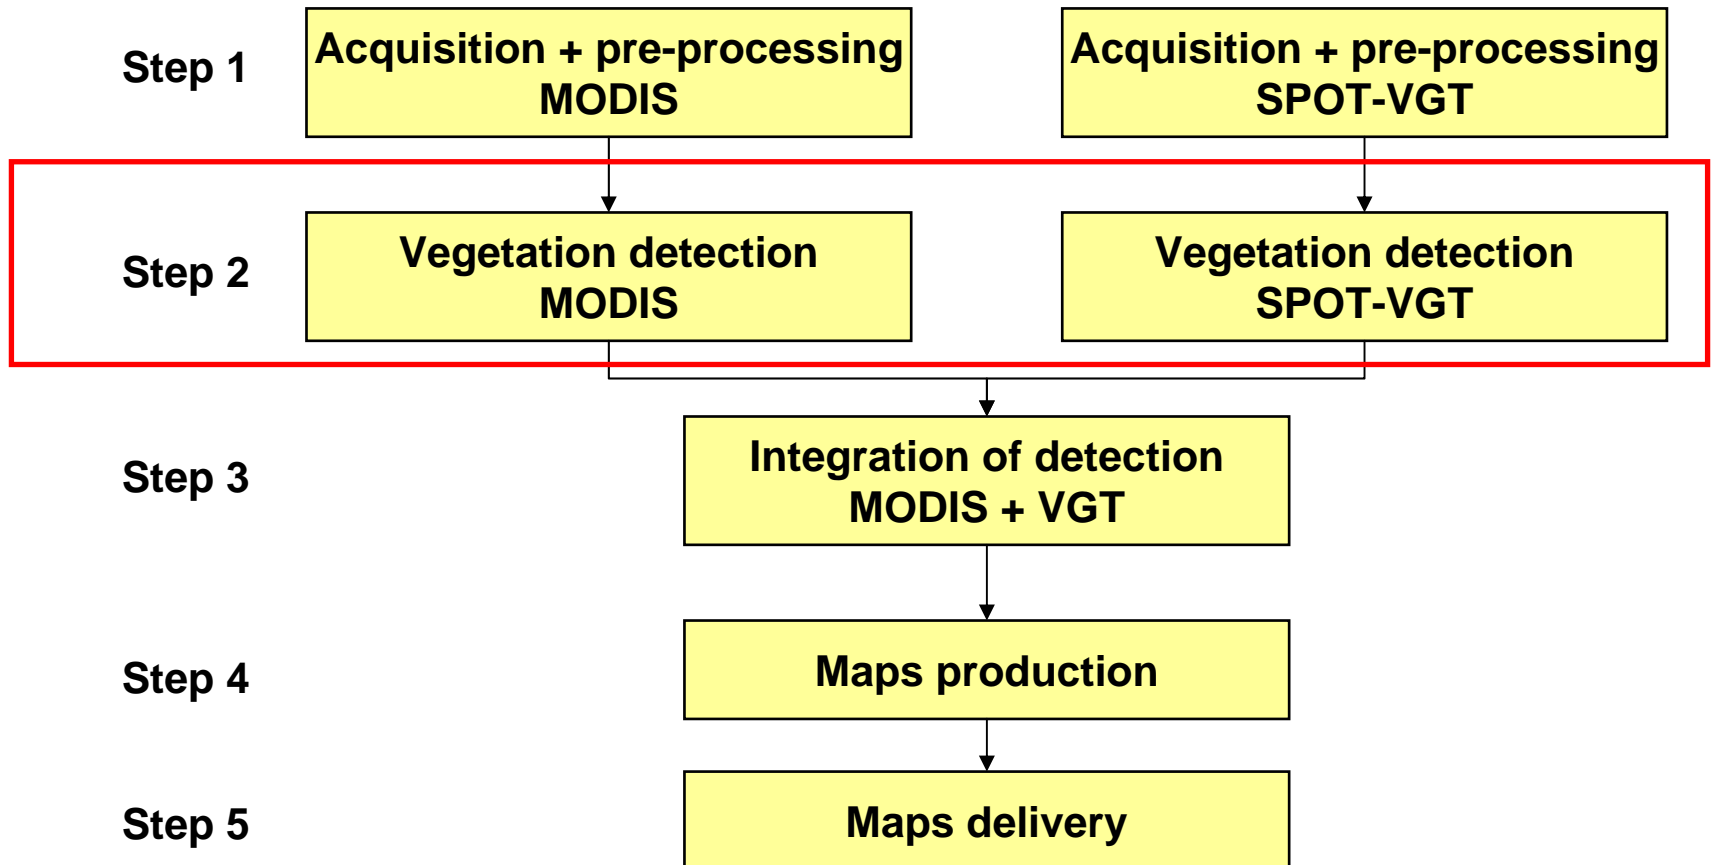 Step 1
Acquisition + pre-processing
MODIS
Acquisition + pre-processing
SPOT-VGT
Step 2
Vegetation detection
MODIS
Vegetation detection
SPOT-VGT
Step 3
Integration of detection
MODIS + VGT
Step 4
Maps production
Step 5
Maps delivery